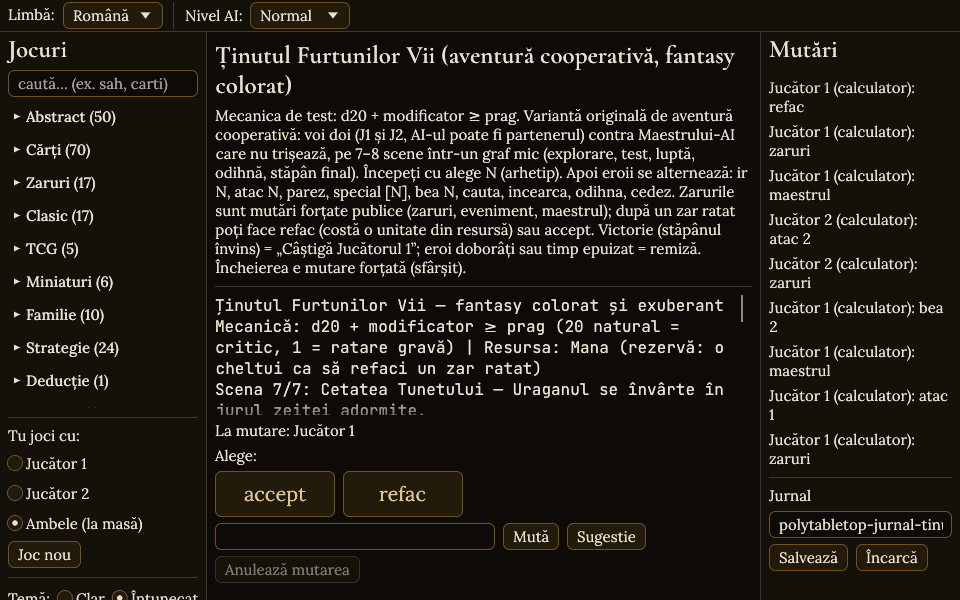 Limbă: Română ▼ Nivel AI: Normal ▼
Jocuri
caută... (ex. sah, carti)
▸ Abstract (50)
▸ Cărți (70)
▸ Zaruri (17)
▸ Clasic (17)
▸ TCG (5)
▸ Miniaturi (6)
▸ Familie (10)
▸ Strategie (24)
▸ Deducție (1)
Tu joci cu:
Jucător 1
Jucător 2
Ambele (la masă)
Joc nou
Temă: Clar Întunecat
Ținutul Furtunilor Vii (aventură cooperativă, fantasy
colorat)
Mecanica de test: d20 + modificator ≥ prag. Variantă originală de aventură
cooperativă: voi doi (J1 și J2, AI-ul poate fi partenerul) contra Maestrului-AI
care nu trișează, pe 7–8 scene într-un graf mic (explorare, test, luptă,
odihnă, stăpân final). Începeți cu alege N (arhetip). Apoi eroii se alternează: ir
N, atac N, parez, special [N], bea N, cauta, incearca, odihna, cedez. Zarurile
sunt mutări forțate publice (zaruri, eveniment, maestrul); după un zar ratat
poți face refac (costă o unitate din resursă) sau accept. Victorie (stăpânul
învins) = „Câștigă Jucătorul 1”; eroi doborâți sau timp epuizat = remiză.
Încheierea e mutare forțată (sfârșit).
Ținutul Furtunilor Vii — fantasy colorat și exuberant
Mecanică: d20 + modificator ≥ prag (20 natural =
critic, 1 = ratare gravă) | Resursa: Mana (rezervă: o
cheltui ca să refaci un zar ratat)
Scena 7/7: Cetatea Tunetului — Uraganul se învârte în
jurul zeiței adormite.
La mutare: Jucător 1
Alege:
accept refac
Mută Sugestie
Anulează mutarea
Mutări
Jucător 1 (calculator):
refac
Jucător 1 (calculator):
zaruri
Jucător 1 (calculator):
maestrul
Jucător 2 (calculator):
atac 2
Jucător 2 (calculator):
zaruri
Jucător 1 (calculator): bea
2
Jucător 1 (calculator):
maestrul
Jucător 1 (calculator): atac
1
Jucător 1 (calculator):
zaruri
Jurnal
polytabletop-jurnal-tinu
Salvează Încarcă